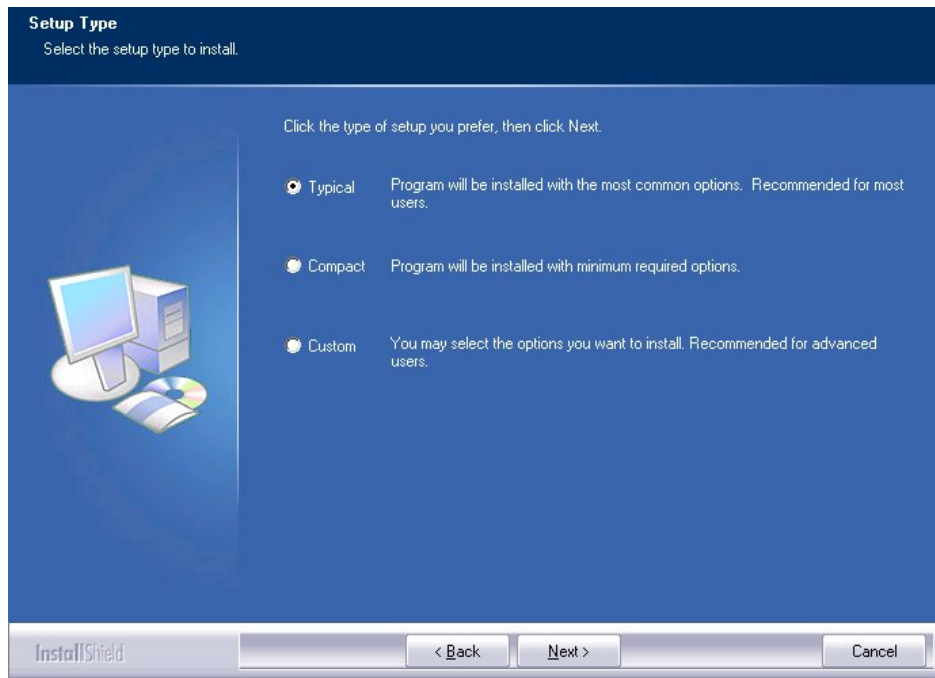 Setup Type
Select the setup type to install.
Click the type of setup you prefer, then click Next.
Typical Program will be installed with the most common options. Recommended for most
users.
Compact Program will be installed with minimum required options.
Custom You may select the options you want to install. Recommended for advanced
users.
InstallShield < Back Next > Cancel